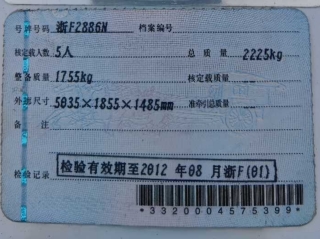 号牌号码 浙F2886N 档案编号
核定载人数 5人 总质量 2225kg
整备质量 1755kg 核定载质量
外廓尺寸 5035×1855×1485mm 准牵引总质量
备注
检验记录 检验有效期至2012年08月浙F(01)
*3320004575399*